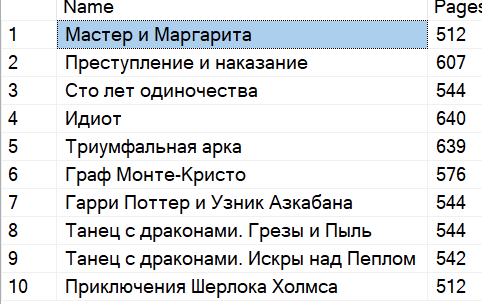 Name Pages
1 Мастер и Маргарита 512
2 Преступление и наказание 607
3 Сто лет одиночества 544
4 Идиот 640
5 Триумфальная арка 639
6 Граф Монте-Кристо 576
7 Гарри Поттер и Узник Азкабана 544
8 Танец с драконами. Грезы и Пыль 544
9 Танец с драконами. Искры над Пеплом 542
10 Приключения Шерлока Холмса 512